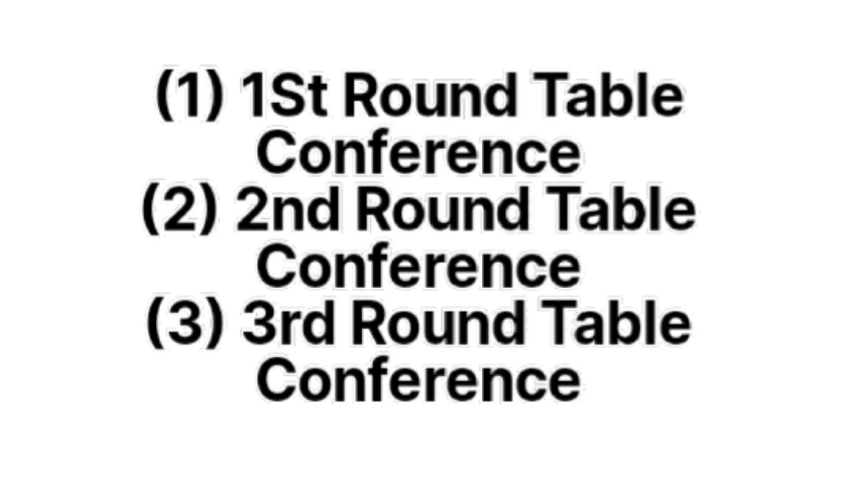 (1) 1St Round Table
Conference
(2) 2nd Round Table
Conference
(3) 3rd Round Table
Conference